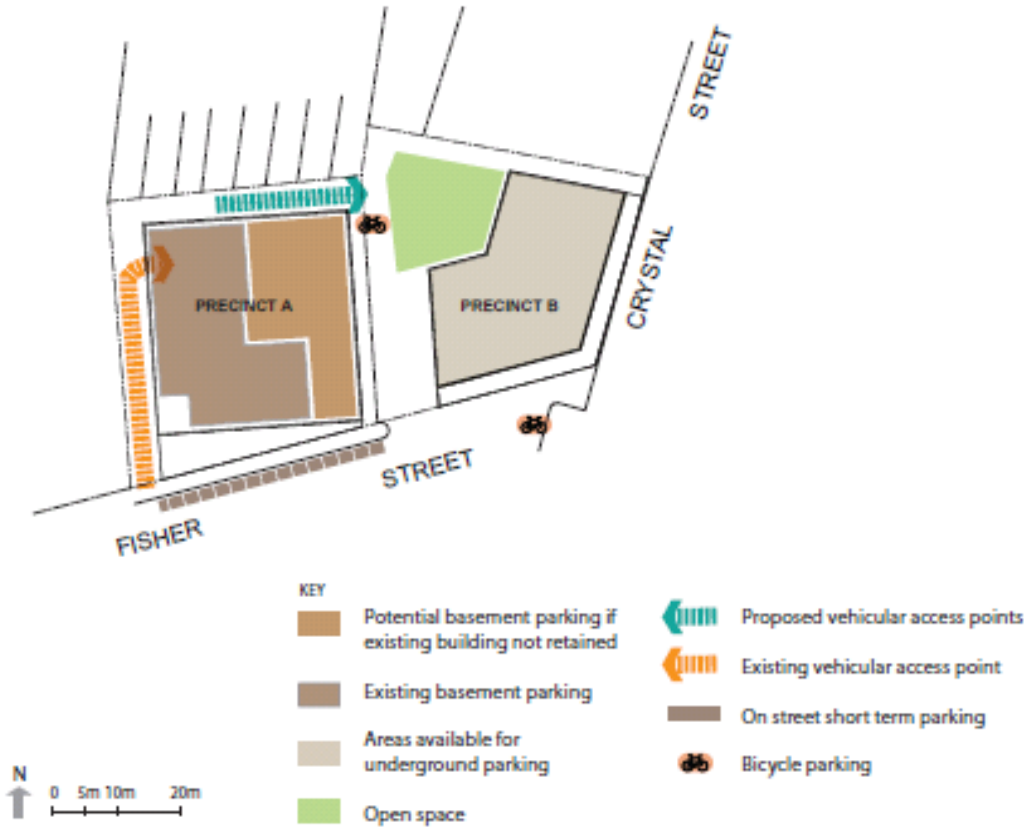 STREET
CRYSTAL
PRECINCT A
PRECINCT B
STREET
FISHER
KEY
Potential basement parking if
existing building not retained
Existing basement parking
Areas available for
underground parking
Open space
Proposed vehicular access points
Existing vehicular access point
On street short term parking
Bicycle parking
N
0 5m 10m 20m